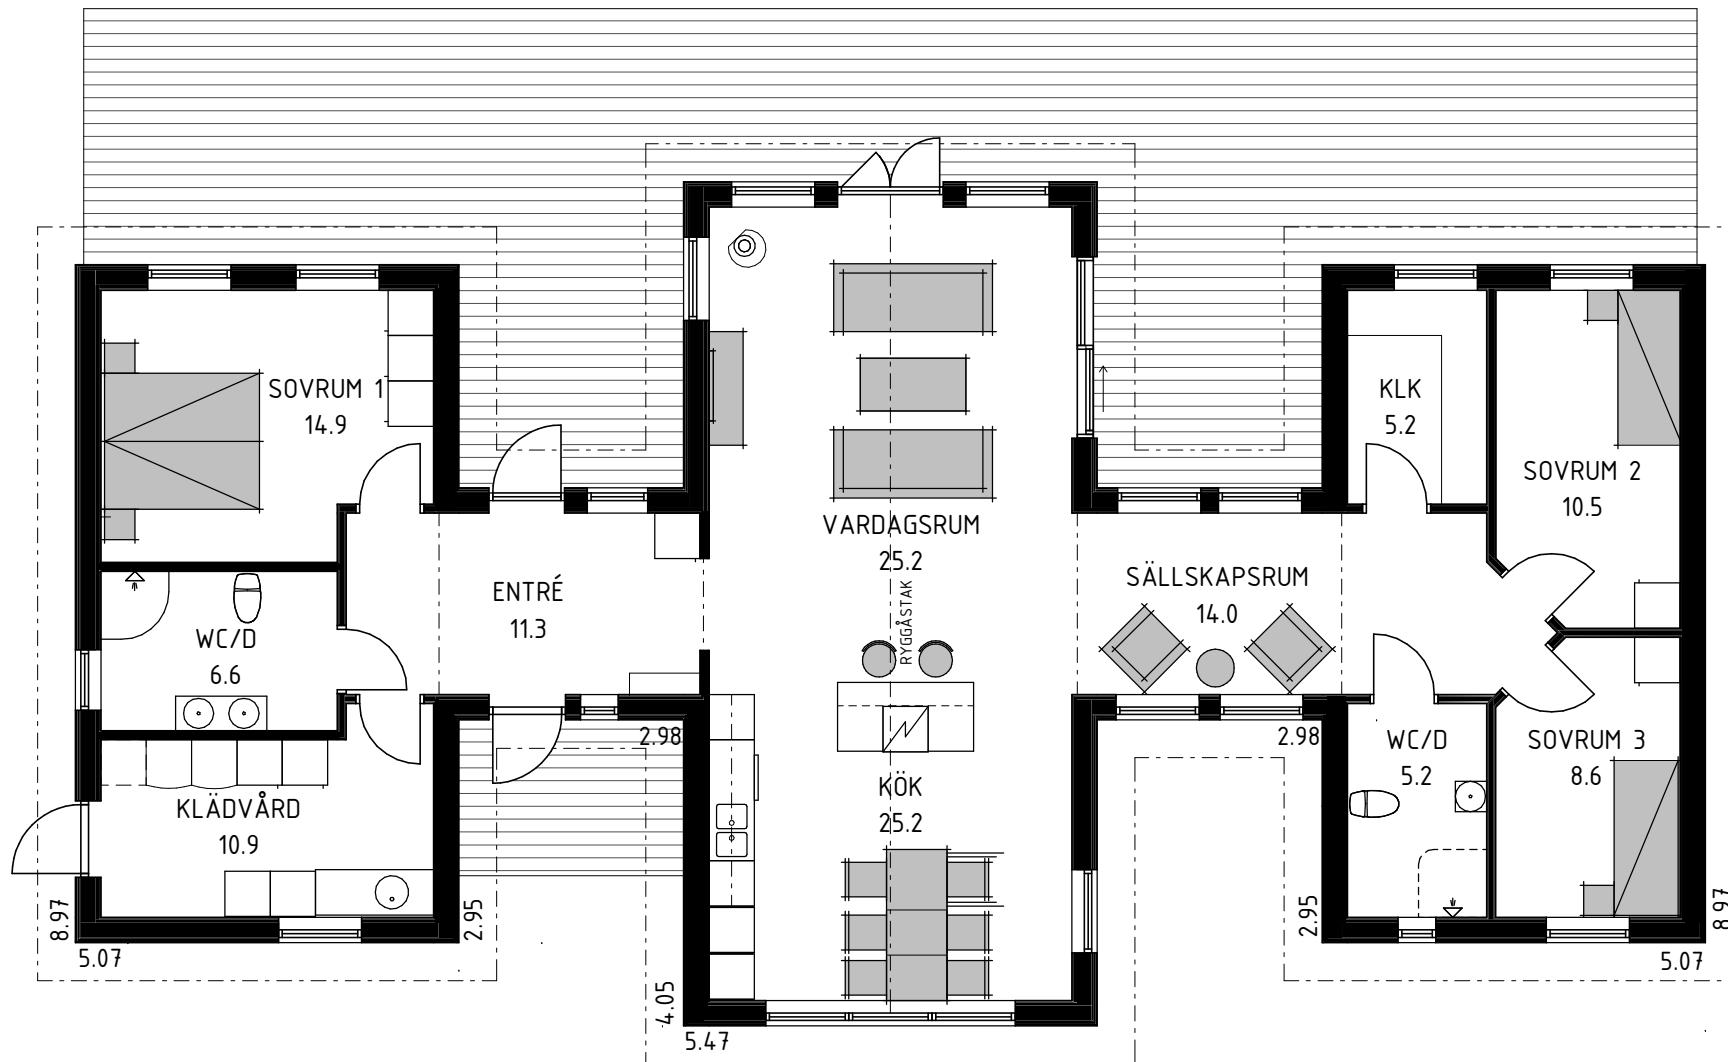 SOVRUM 1
14.9
WC/D
6.6
KLÄDVÅRD
10.9
ENTRÉ
11.3
VARDAGSRUM
25.2
RYGGÅSTAK
KÖK
25.2
SÄLLSKAPSRUM
14.0
KLK
5.2
SOVRUM 2
10.5
WC/D
5.2
SOVRUM 3
8.6
8.97
5.07
2.95
2.98
4.05
5.47
2.98
2.95
5.07
8.97